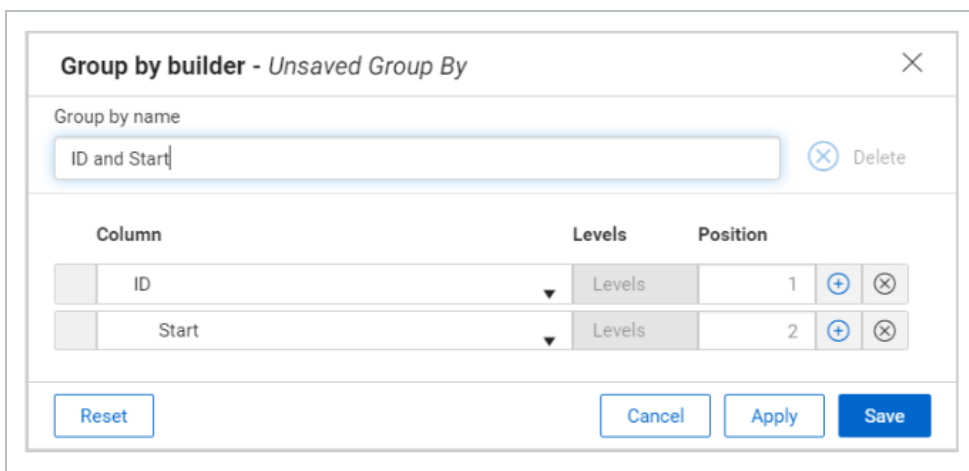 Group by builder - Unsaved Group By
Group by name
ID and Start
Delete
Column Levels Position
ID Levels 1
Start Levels 2
Reset Cancel Apply Save